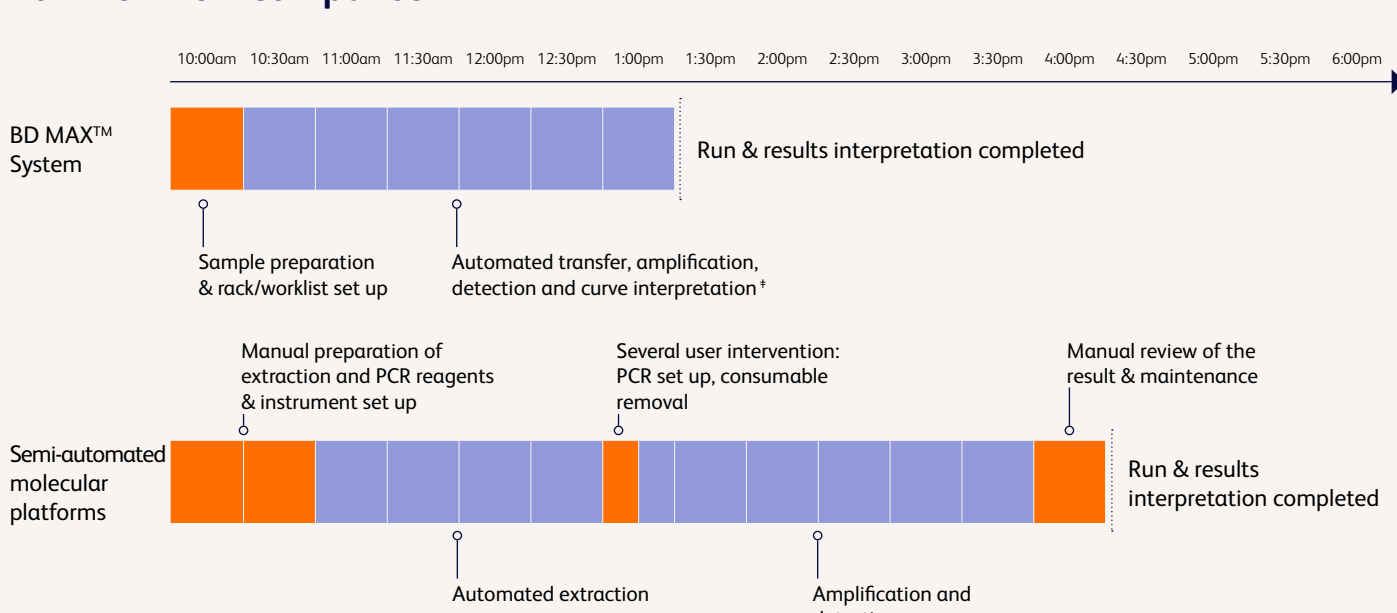 10:00am 10:30am 11:00am 11:30am 12:00pm 12:30pm 1:00pm 1:30pm 2:00pm 2:30pm 3:00pm 3:30pm 4:00pm 4:30pm 5:00pm 5:30pm 6:00pm
BD MAX™
System
Run & results interpretation completed
Sample preparation
& rack/worklist set up
Automated transfer, amplification,
detection and curve interpretation‡
Manual preparation of
extraction and PCR reagents
& instrument set up
Several user intervention:
PCR set up, consumable
removal
Manual review of the
result & maintenance
Semi-automated
molecular
platforms
Run & results
interpretation completed
Automated extraction
Amplification and